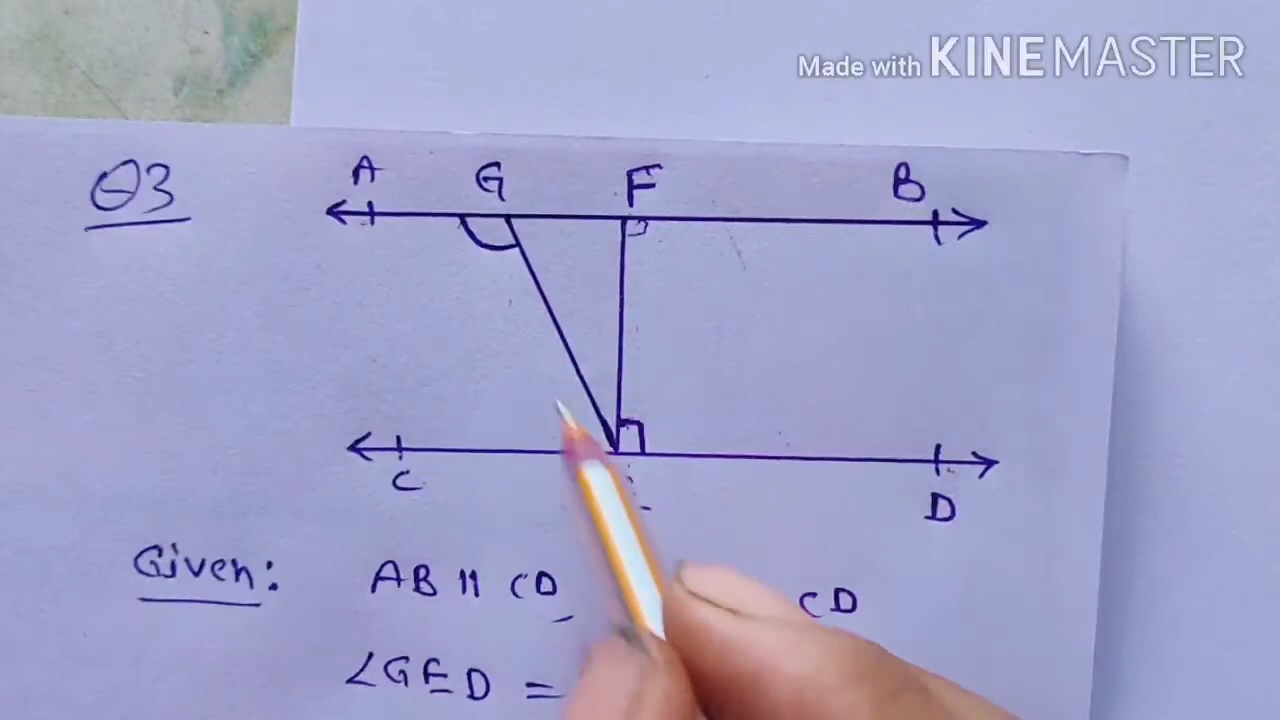 Made with KINEMASTER
Q3
A G F B
C D
Given: AB || CD CD
∠GED =